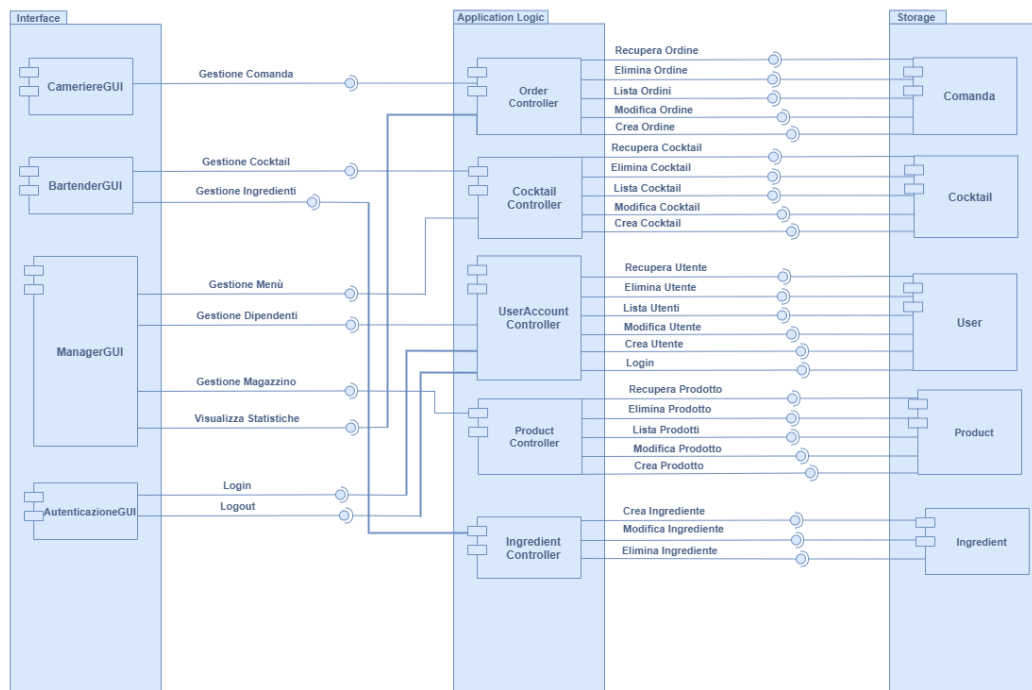 Interface
Application Logic
Storage
CameriereGUI
Gestione Comanda
Order
Controller
Recupera Ordine
Elimina Ordine
Lista Ordini
Modifica Ordine
Crea Ordine
Comanda
BartenderGUI
Gestione Cocktail
Gestione Ingredienti
Cocktail
Controller
Recupera Cocktail
Elimina Cocktail
Lista Cocktail
Modifica Cocktail
Crea Cocktail
Cocktail
ManagerGUI
Gestione Menù
Gestione Dipendenti
Gestione Magazzino
Visualizza Statistiche
UserAccount
Controller
Recupera Utente
Elimina Utente
Lista Utenti
Modifica Utente
Crea Utente
Login
User
Product
Controller
Recupera Prodotto
Elimina Prodotto
Lista Prodotti
Modifica Prodotto
Crea Prodotto
Product
AutenticazioneGUI
Login
Logout
Ingredient
Controller
Crea Ingrediente
Modifica Ingrediente
Elimina Ingrediente
Ingredient